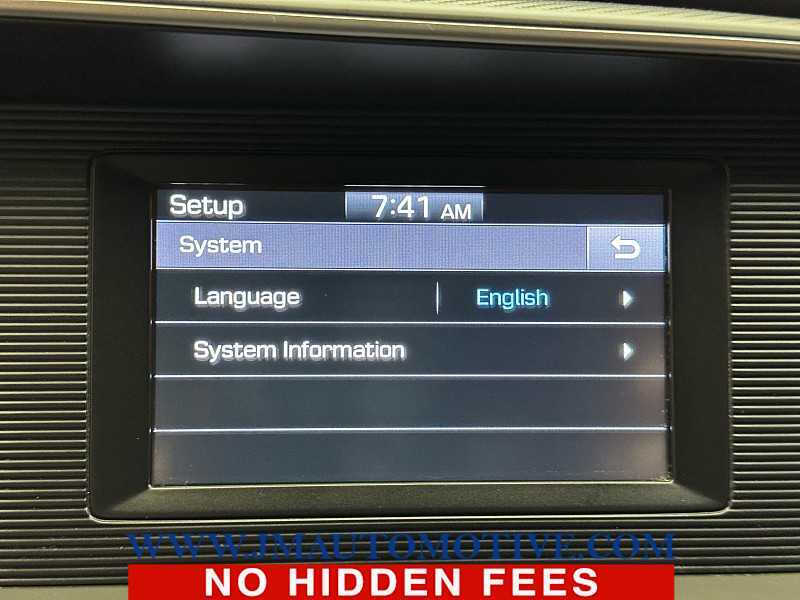 Setup 7:41 AM
System
Language English
System Information
WWW.JMAUTOMOTIVE.COM
NO HIDDEN FEES